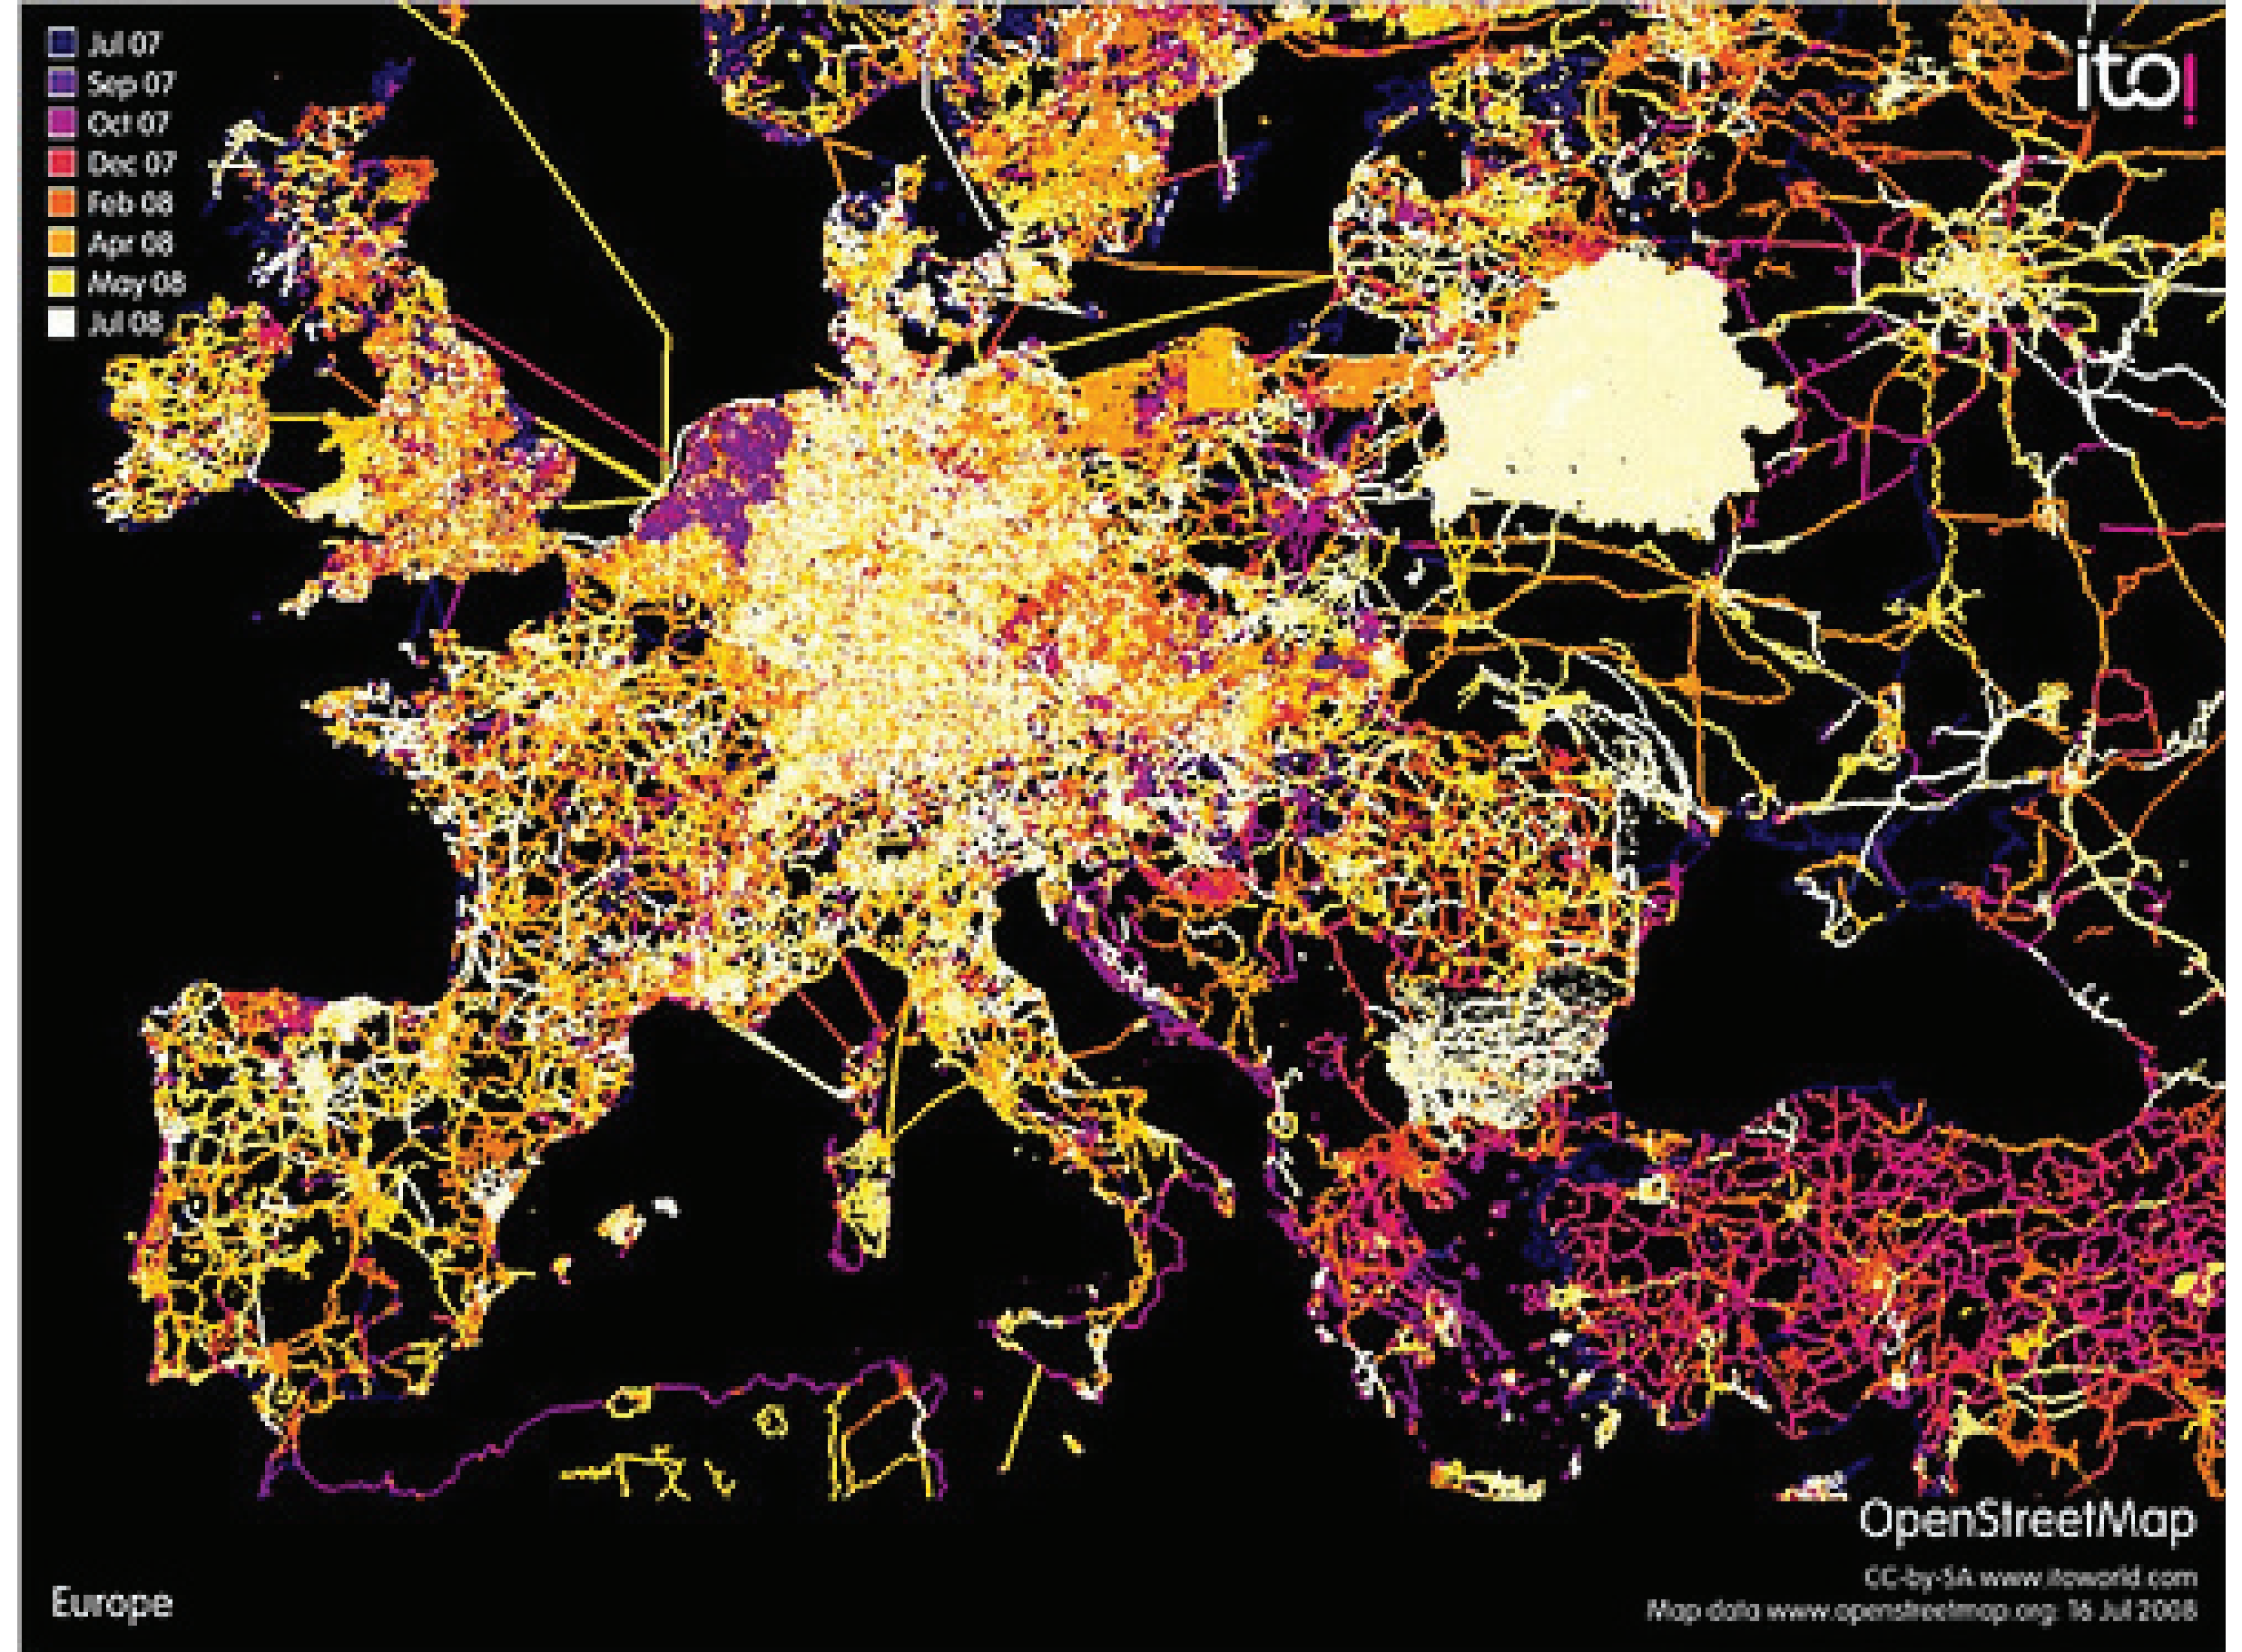 Jul 07
Sep 07
Oct 07
Dec 07
Feb 08
Apr 08
May 08
Jul 08
ito!
OpenStreetMap
CC-by-SA www.itoworld.com
Map data www.openstreetmap.org 16 Jul 2008
Europe